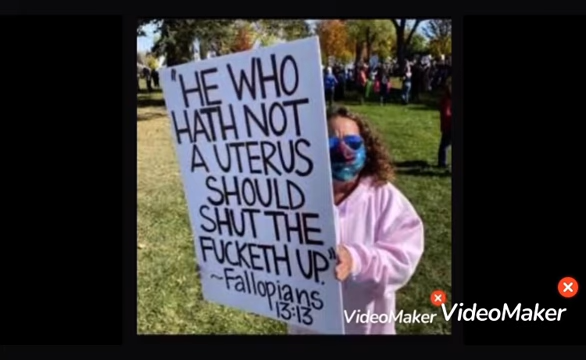 "HE WHO
HATH NOT
A UTERUS
SHOULD
SHUT THE
FUCKETH UP."
~Fallopians
13:13
VideoMaker
VideoMaker